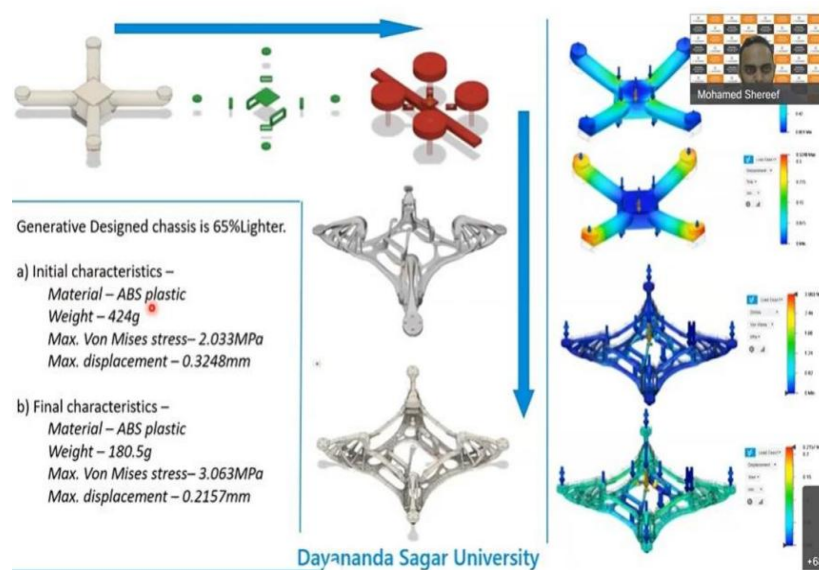 Mohamed Shereef
Generative Designed chassis is 65%Lighter.
a) Initial characteristics –
Material – ABS plastic
Weight – 424g
Max. Von Mises stress– 2.033MPa
Max. displacement – 0.3248mm
b) Final characteristics –
Material – ABS plastic
Weight – 180.5g
Max. Von Mises stress– 3.063MPa
Max. displacement – 0.2157mm
Dayananda Sagar University